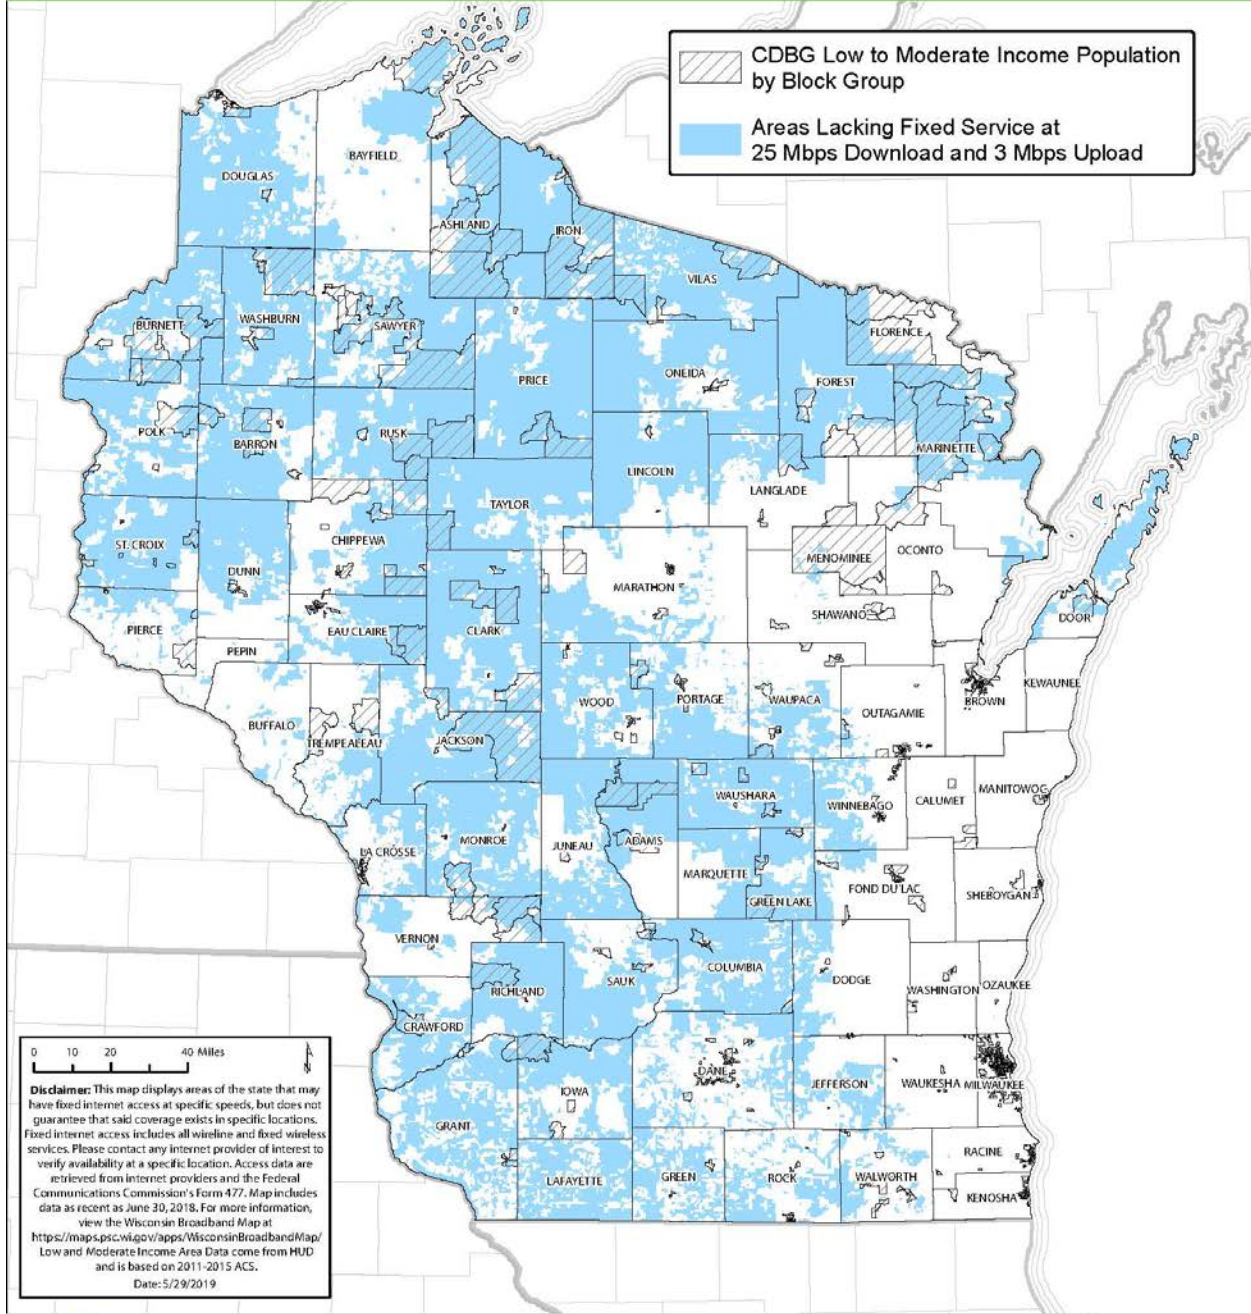 CDBG Low to Moderate Income Population
by Block Group
Areas Lacking Fixed Service at
25 Mbps Download and 3 Mbps Upload
BAYFIELD
DOUGLAS
ASHLAND
IRON
VILAS
BURNETT
WASHBURN
SAWYER
FLORENCE
PRICE
ONEIDA
FOREST
POLK
BARRON
RUSK
MARINETTE
LINCOLN
LANGLADE
TAYLOR
ST. CROIX
CHIPPEWA
OCONTO
MENOMINEE
DUNN
MARATHON
SHAWANO
DOOR
PIERCE
EAU CLAIRE
CLARK
PEPIN
KEWAUNEE
WOOD
PORTAGE
WAUPACA
BROWN
OUTAGAMIE
BUFFALO
TREMPEALEAU
JACKSON
WAUSHARA
WINNEBAGO
CALUMET
MANITOWOC
MONROE
JUNEAU
ADAMS
LA CROSSE
MARQUETTE
FOND DU LAC
SHEBOYGAN
GREEN LAKE
VERNON
COLUMBIA
SAUK
DODGE
RICHLAND
WASHINGTON
OZAUKEE
CRAWFORD
DANE
JEFFERSON
WAUKESHA
MILWAUKEE
IOWA
GRANT
RACINE
LAFAYETTE
GREEN
ROCK
WALWORTH
KENOSHA
0 10 20 40 Miles
Disclaimer: This map displays areas of the state that may
have fixed internet access at specific speeds, but does not
guarantee that said coverage exists in specific locations.
Fixed internet access includes all wireline and fixed wireless
services. Please contact any internet provider of interest to
verify availability at a specific location. Access data are
retrieved from internet providers and the Federal
Communications Commission's Form 477. Map includes
data as recent as June 30, 2018. For more information,
view the Wisconsin Broadband Map at
https://maps.psc.wi.gov/apps/WisconsinBroadbandMap/
Low and Moderate Income Area Data come from HUD
and is based on 2011-2015 ACS.
Date: 5/29/2019